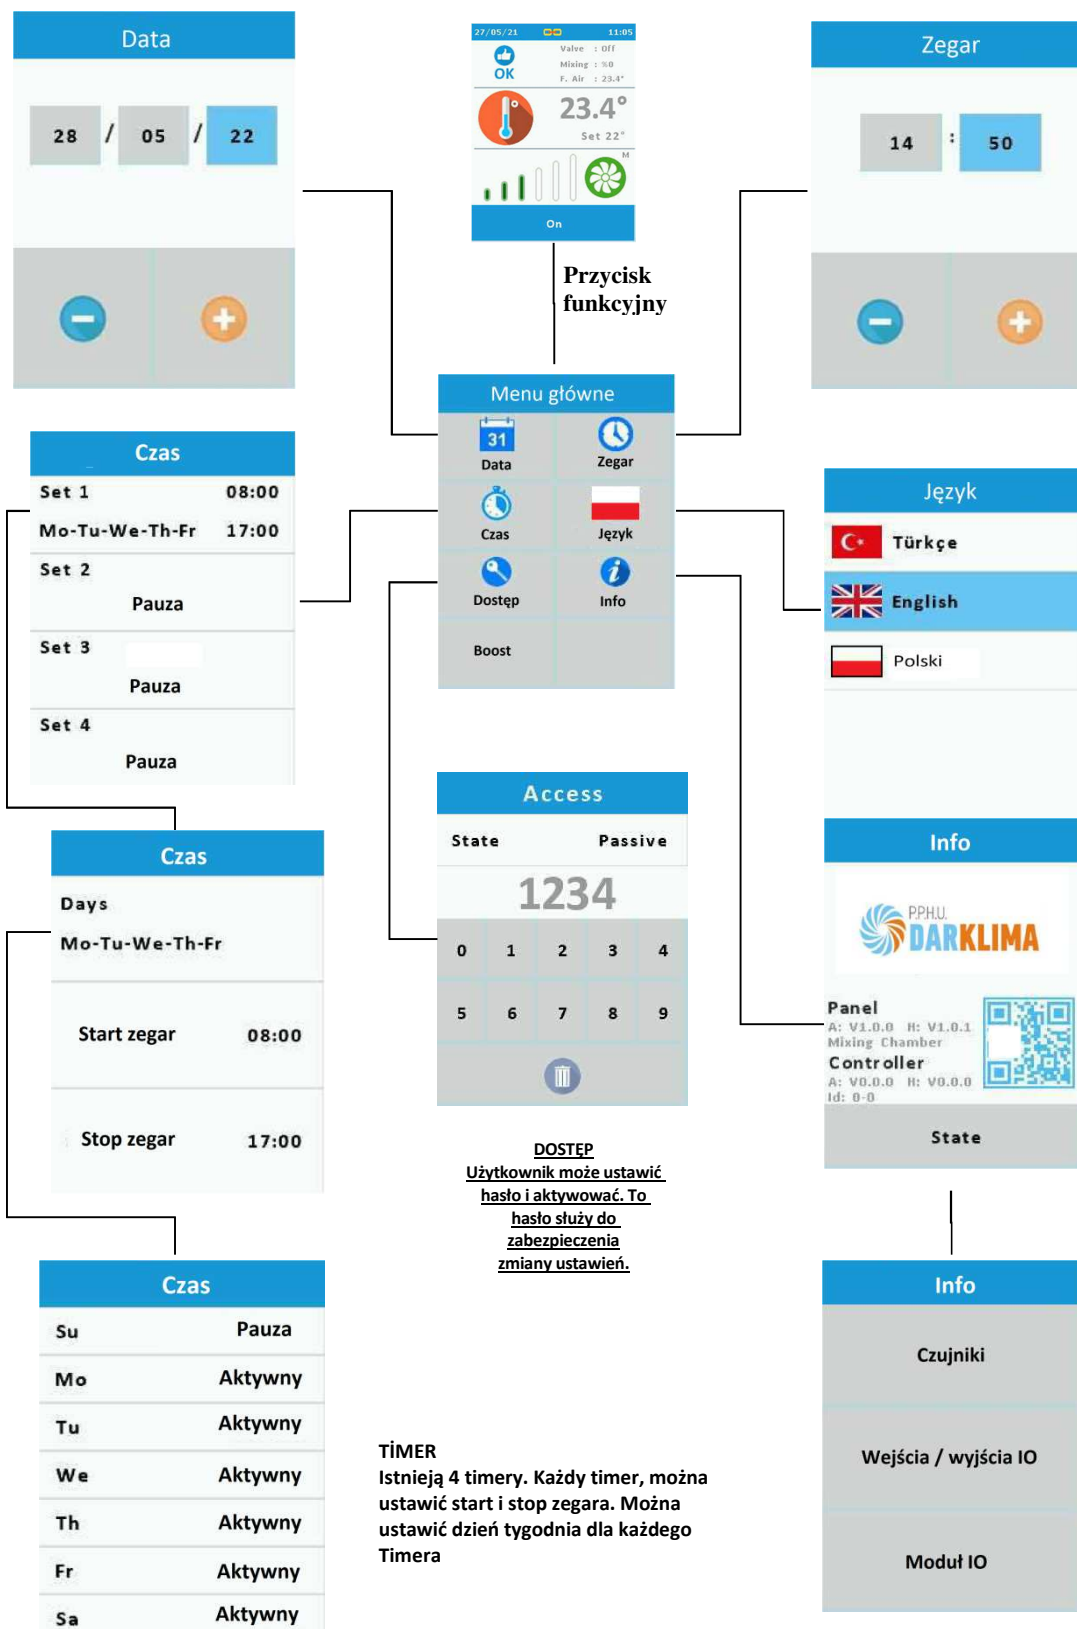 Data
28 / 05 / 22
27/05/21 11:05
OK
Valve : Off
Mixing : %0
F. Air : 23.4°
23.4°
Set 22°
M
On
Przycisk
funkcyjny
Zegar
14 : 50
Menu główne
31
Data
Zegar
Czas
Język
Dostęp
Info
Boost
Czas
Set 1 08:00
Mo-Tu-We-Th-Fr 17:00
Set 2
Pauza
Set 3
Pauza
Set 4
Pauza
Język
Türkçe
English
Polski
Czas
Days
Mo-Tu-We-Th-Fr
Start zegar 08:00
Stop zegar 17:00
Access
State Passive
1234
0 1 2 3 4
5 6 7 8 9
DOSTĘP
Użytkownik może ustawić
hasło i aktywować. To
hasło służy do
zabezpieczenia
zmiany ustawień.
Info
P.P.H.U.
DARKLIMA
Panel
A: V1.0.0 H: V1.0.1
Mixing Chamber
Controller
A: V0.0.0 H: V0.0.0
Id: 0-0
State
Czas
Su Pauza
Mo Aktywny
Tu Aktywny
We Aktywny
Th Aktywny
Fr Aktywny
Sa Aktywny
TİMER
Istnieją 4 timery. Każdy timer, można
ustawić start i stop zegara. Można
ustawić dzień tygodnia dla każdego
Timera
Info
Czujniki
Wejścia / wyjścia IO
Moduł IO